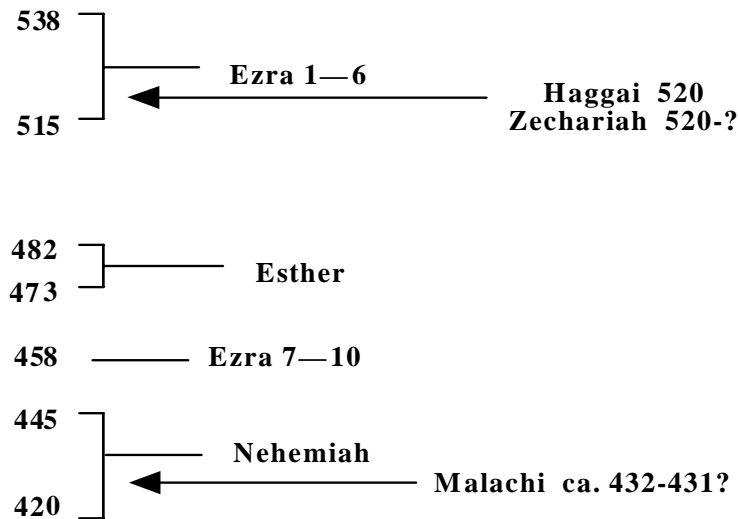 538
Ezra 1—6
Haggai 520
515
Zechariah 520-?
482
Esther
473
458 Ezra 7—10
445
Nehemiah
Malachi ca. 432-431?
420